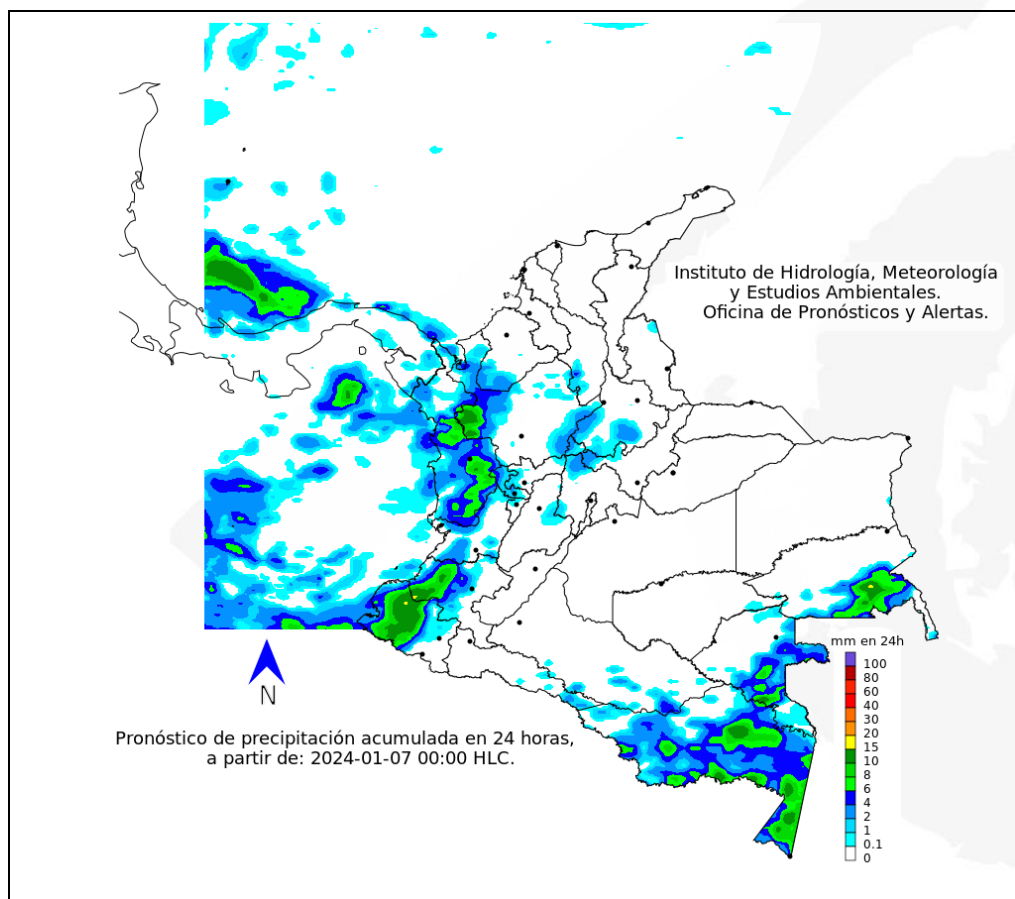 Instituto de Hidrología, Meteorología
y Estudios Ambientales.
Oficina de Pronósticos y Alertas.
mm en 24h
100
80
60
40
30
20
15
10
8
6
4
2
1
0.1
0
N
Pronóstico de precipitación acumulada en 24 horas,
a partir de: 2024-01-07 00:00 HLC.